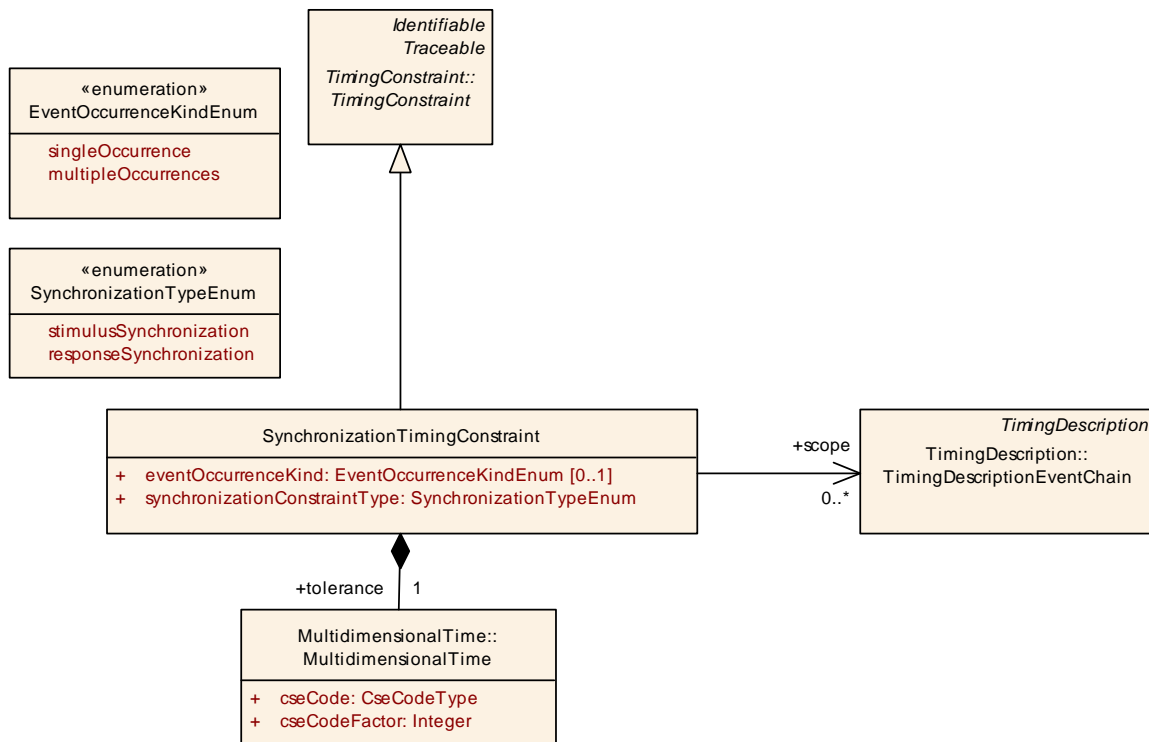 Identifiable
Traceable
TimingConstraint::
TimingConstraint
«enumeration»
EventOccurrenceKindEnum
singleOccurrence
multipleOccurrences
«enumeration»
SynchronizationTypeEnum
stimulusSynchronization
responseSynchronization
SynchronizationTimingConstraint
+ eventOccurrenceKind: EventOccurrenceKindEnum [0..1]
+ synchronizationConstraintType: SynchronizationTypeEnum
+scope
0..*
TimingDescription
TimingDescription::
TimingDescriptionEventChain
+tolerance 1
MultidimensionalTime::
MultidimensionalTime
+ cseCode: CseCodeType
+ cseCodeFactor: Integer